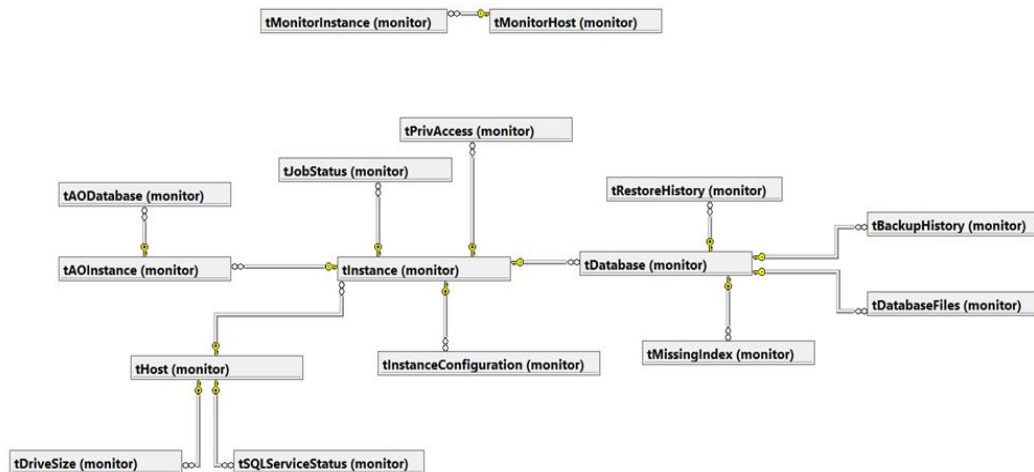 tMonitorInstance (monitor)
tMonitorHost (monitor)
tPrivAccess (monitor)
tJobStatus (monitor)
tAODatabase (monitor)
tRestoreHistory (monitor)
tBackupHistory (monitor)
tAOInstance (monitor)
tInstance (monitor)
tDatabase (monitor)
tDatabaseFiles (monitor)
tHost (monitor)
tInstanceConfiguration (monitor)
tMissingIndex (monitor)
tDriveSize (monitor)
tSQLServiceStatus (monitor)